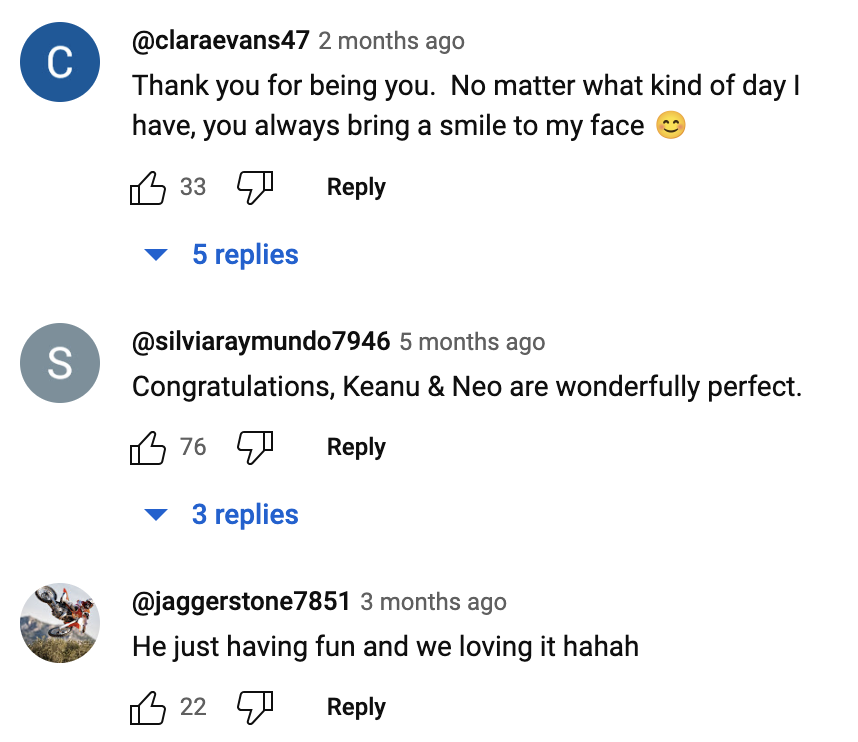 C
@claraevans47 2 months ago
Thank you for being you.  No matter what kind of day I
have, you always bring a smile to my face 😊
33 Reply
5 replies
S
@silviaraymundo7946 5 months ago
Congratulations, Keanu & Neo are wonderfully perfect.
76 Reply
3 replies
@jaggerstone7851 3 months ago
He just having fun and we loving it hahah
22 Reply